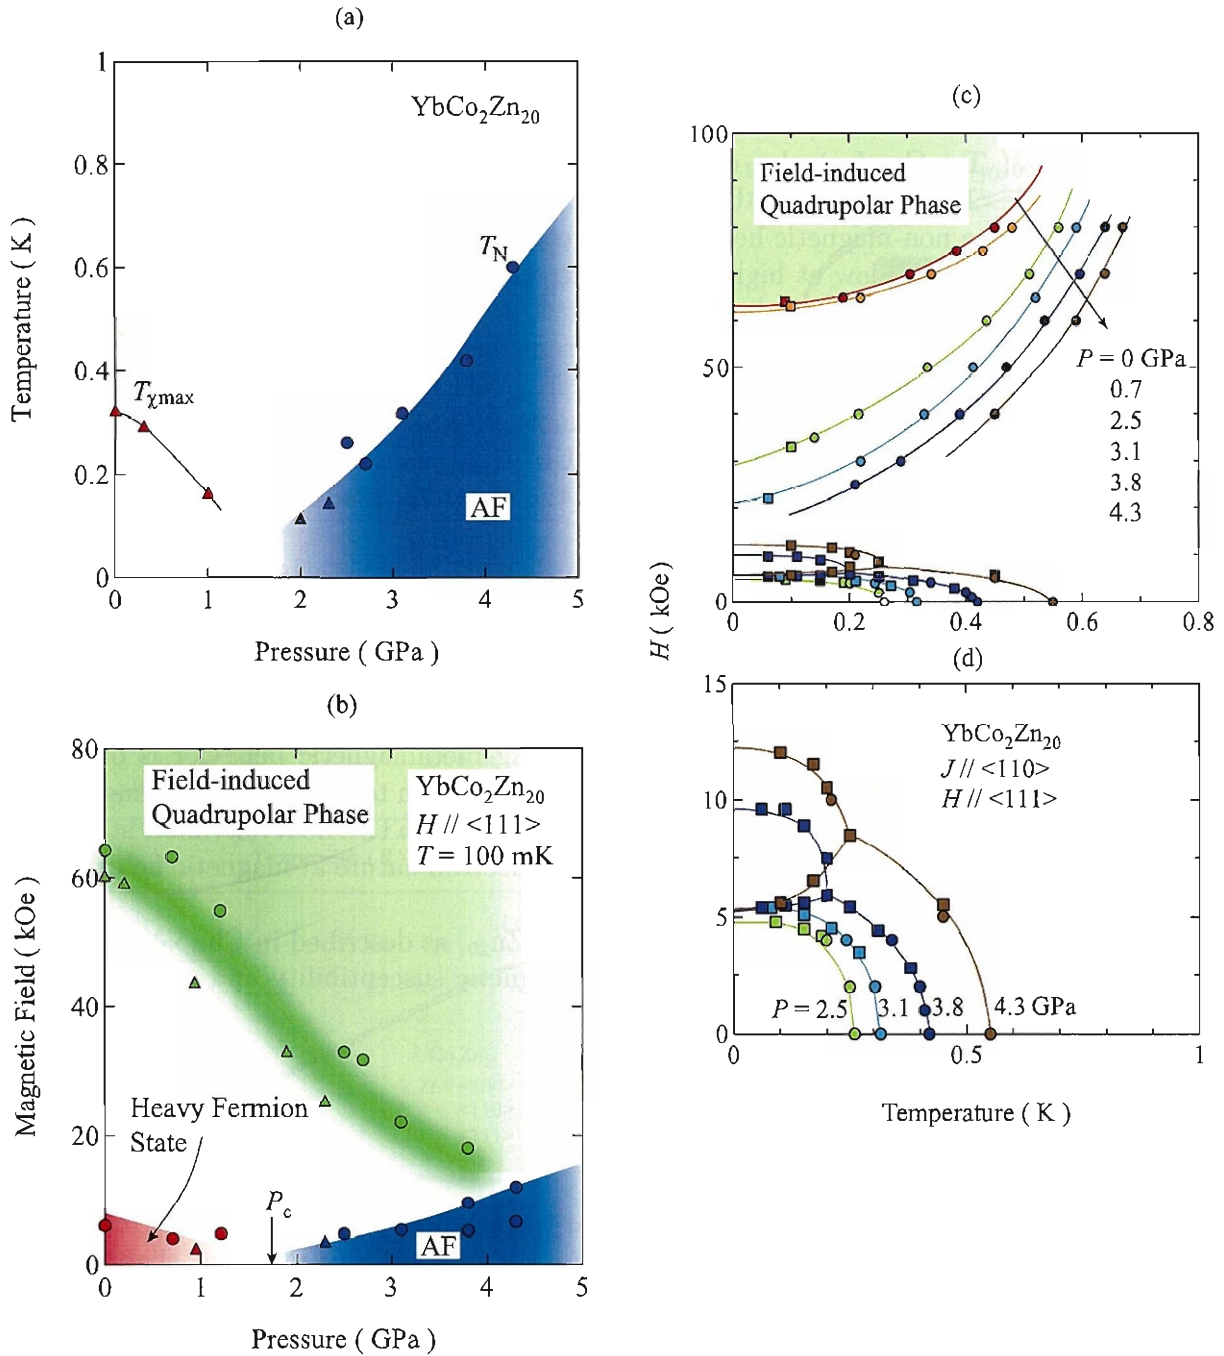 (a)
1
0.8
0.6
0.4
0.2
0
Temperature ( K )
YbCo₂Zn₂₀
T_N
T_χmax
AF
0 1 2 3 4 5
Pressure ( GPa )
(b)
80
60
40
20
0
Magnetic Field ( kOe )
Field-induced
Quadrupolar Phase
YbCo₂Zn₂₀
H // <111>
T = 100 mK
Heavy Fermion
State
P_c
AF
0 1 2 3 4 5
Pressure ( GPa )
(c)
100
50
0
Field-induced
Quadrupolar Phase
P = 0 GPa
0.7
2.5
3.1
3.8
4.3
0 0.2 0.4 0.6 0.8
H ( kOe )
(d)
15
10
5
0
YbCo₂Zn₂₀
J // <110>
H // <111>
P = 2.5 3.1 3.8 4.3 GPa
0 0.5 1
Temperature ( K )